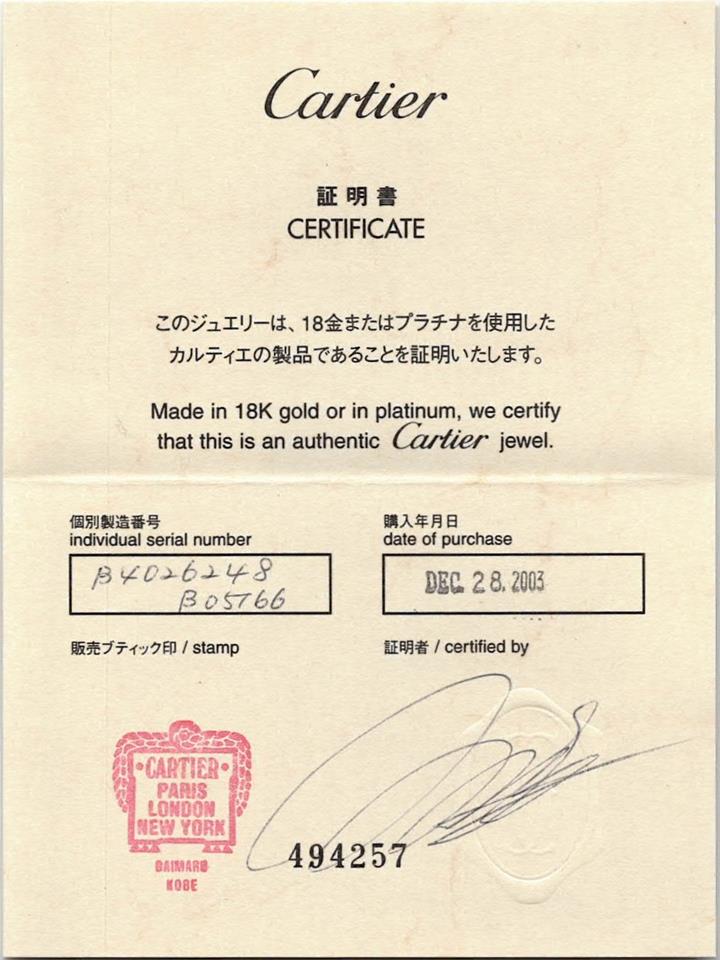 Cartier
証明書
CERTIFICATE
このジュエリーは、18金またはプラチナを使用した
カルティエの製品であることを証明いたします。
Made in 18K gold or in platinum, we certify
that this is an authentic Cartier jewel.
個別製造番号
individual serial number
B4026248
B05766
購入年月日
date of purchase
DEC. 28. 2003
販売ブティック印 / stamp
証明者 / certified by
CARTIER
PARIS
LONDON
NEW YORK
DAIMARU
KOBE
494257